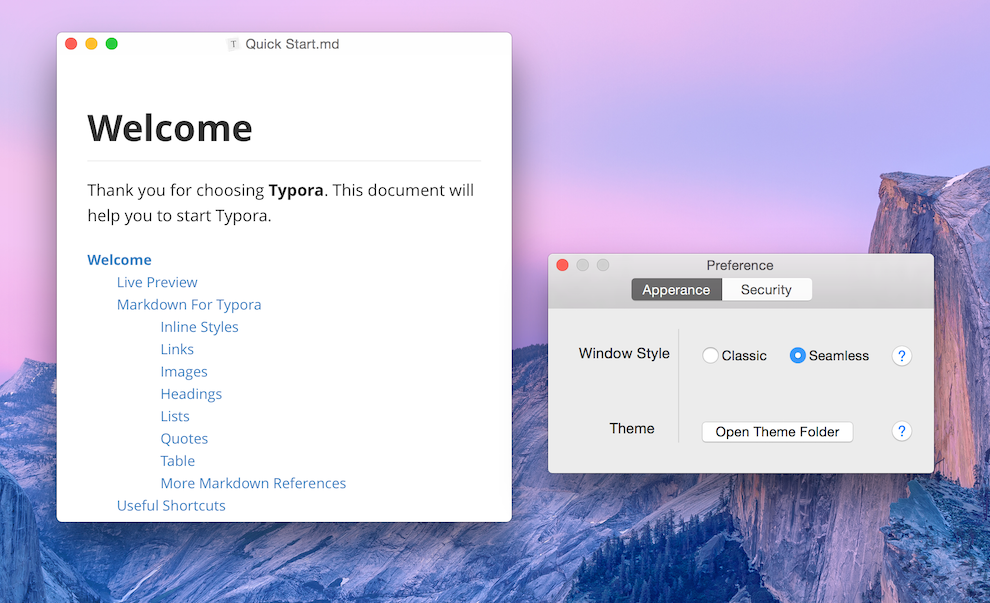 Quick Start.md
Welcome
Thank you for choosing Typora. This document will
help you to start Typora.
Welcome
Live Preview
Markdown For Typora
Inline Styles
Links
Images
Headings
Lists
Quotes
Table
More Markdown References
Useful Shortcuts
Preference
Apperance
Security
Window Style
Classic
Seamless
?
Theme
Open Theme Folder
?